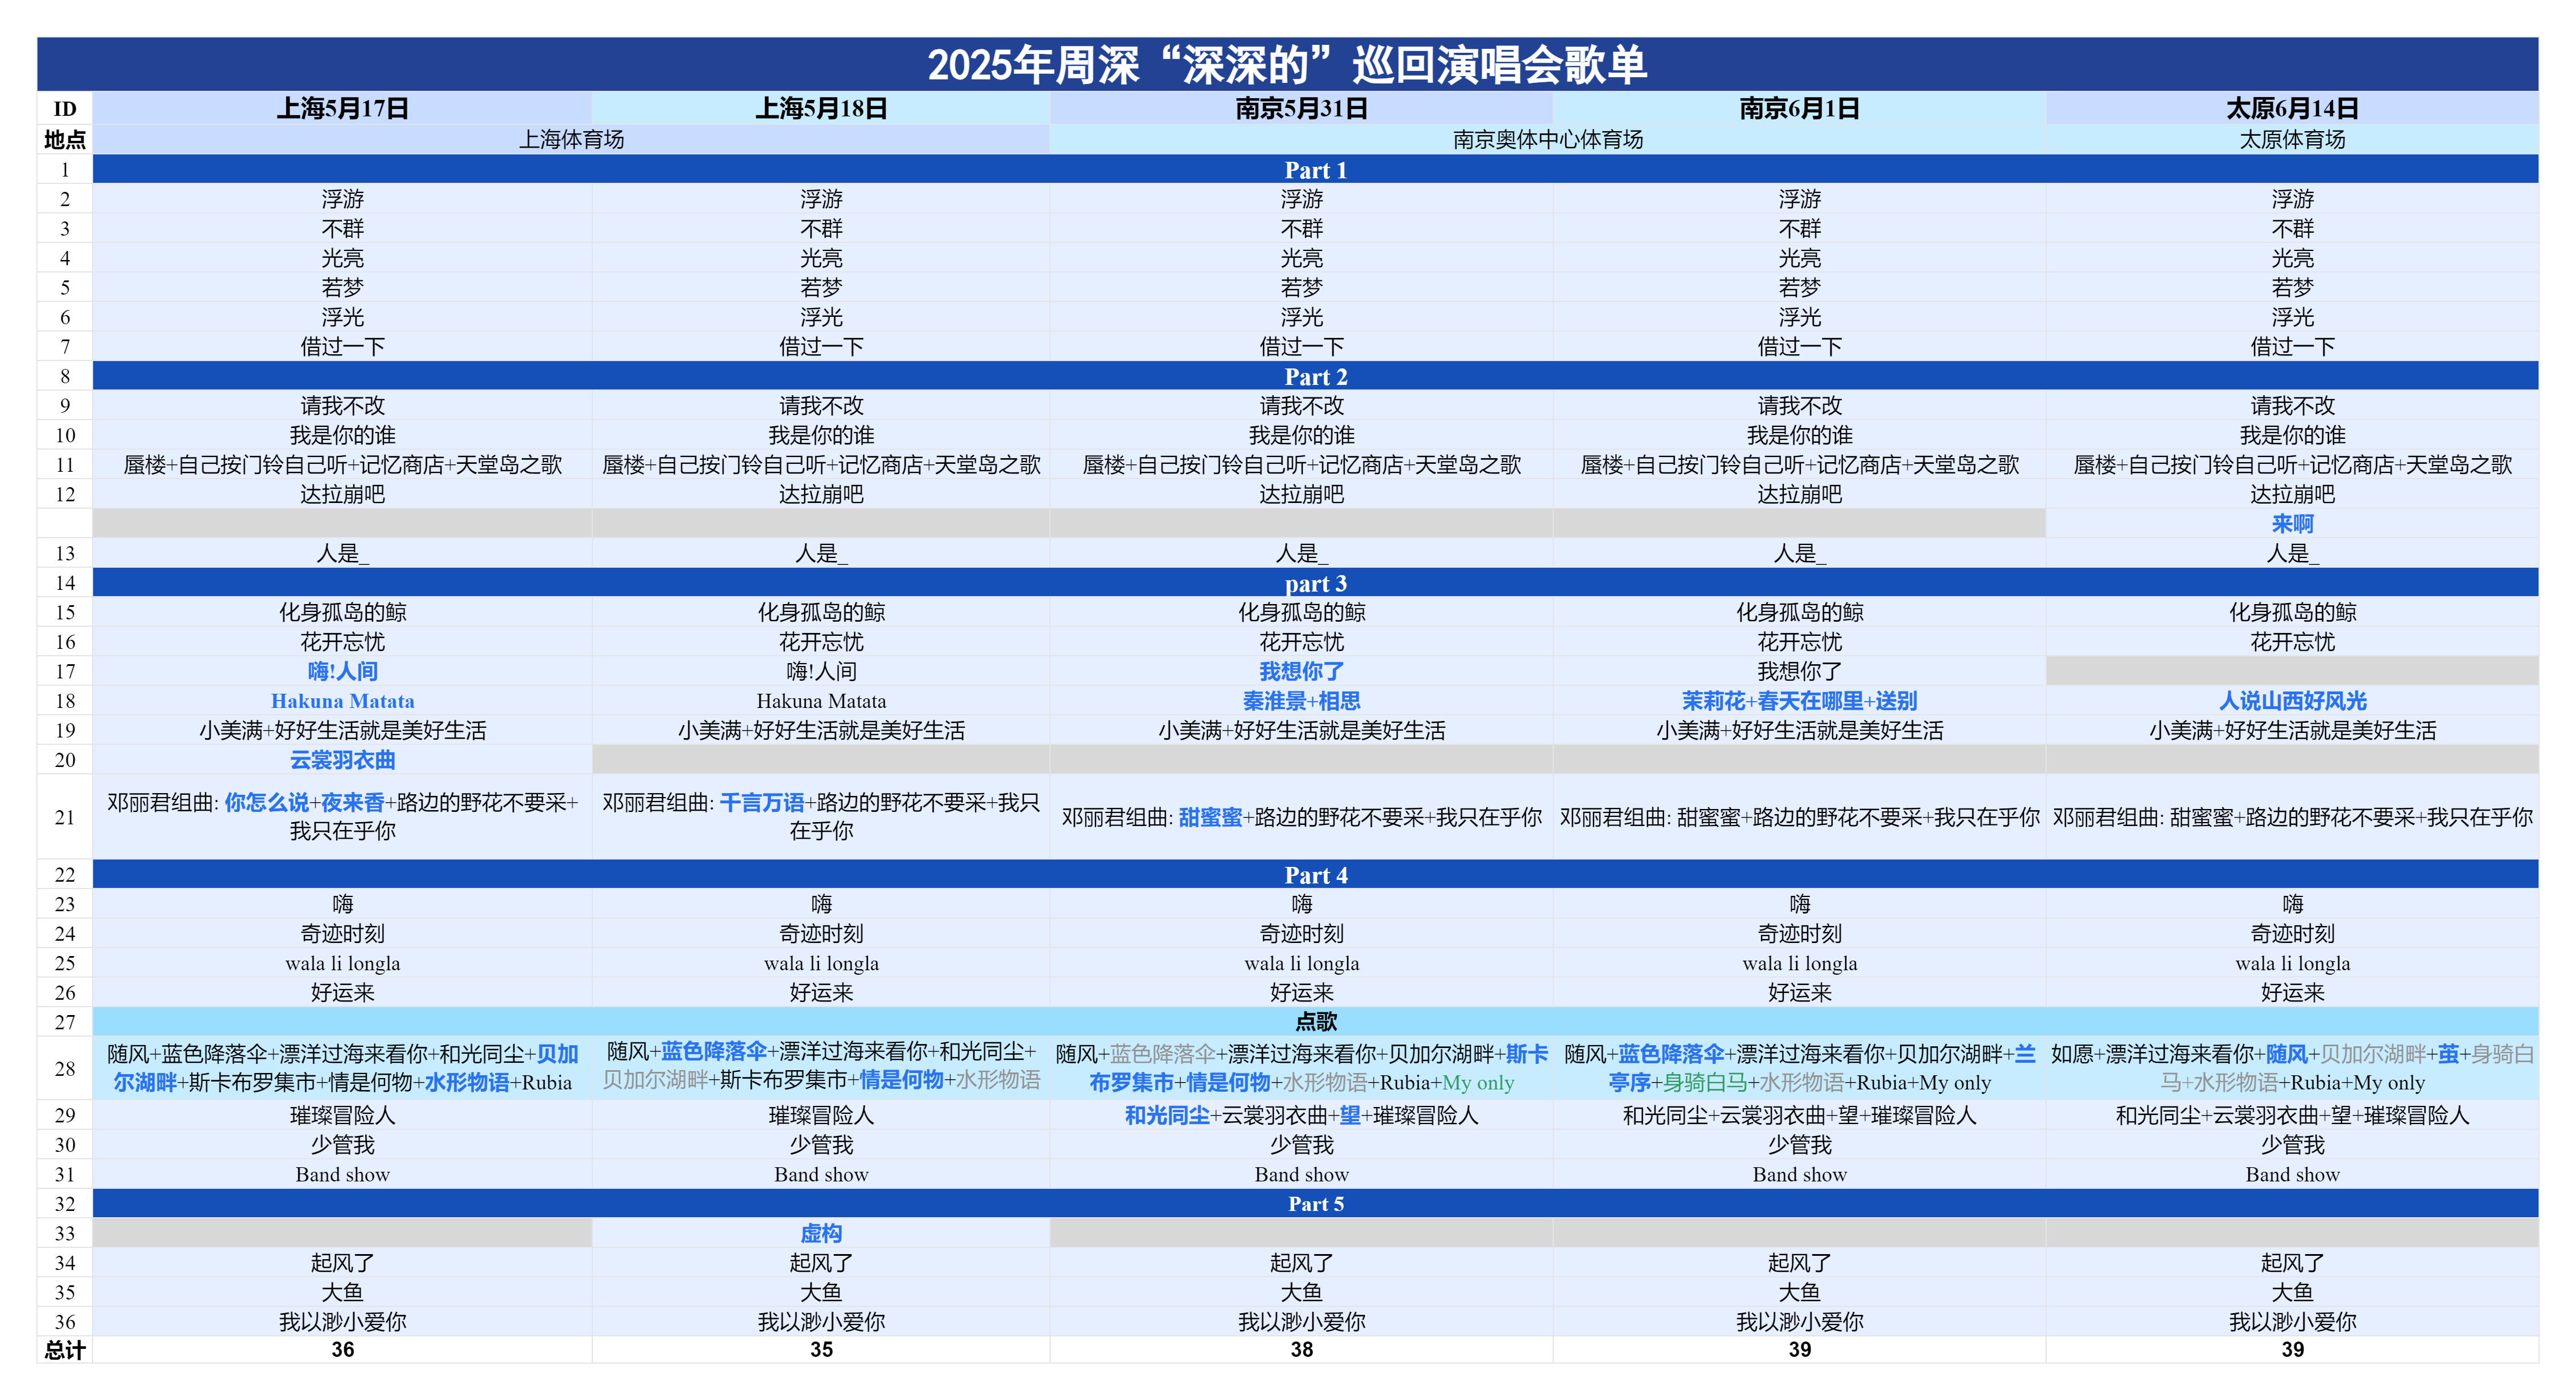 2025年周深“深深的”巡回演唱会歌单
ID 上海5月17日 上海5月18日 南京5月31日 南京6月1日 太原6月14日
地点 上海体育场 南京奥体中心体育场 太原体育场
1 Part 1
2 浮游 浮游 浮游 浮游 浮游
3 不群 不群 不群 不群 不群
4 光亮 光亮 光亮 光亮 光亮
5 若梦 若梦 若梦 若梦 若梦
6 浮光 浮光 浮光 浮光 浮光
7 借过一下 借过一下 借过一下 借过一下 借过一下
8 Part 2
9 请我不改 请我不改 请我不改 请我不改 请我不改
10 我是你的谁 我是你的谁 我是你的谁 我是你的谁 我是你的谁
11 蜃楼+自己按门铃自己听+记忆商店+天堂岛之歌 蜃楼+自己按门铃自己听+记忆商店+天堂岛之歌 蜃楼+自己按门铃自己听+记忆商店+天堂岛之歌 蜃楼+自己按门铃自己听+记忆商店+天堂岛之歌 蜃楼+自己按门铃自己听+记忆商店+天堂岛之歌
12 达拉崩吧 达拉崩吧 达拉崩吧 达拉崩吧 达拉崩吧
来啊
13 人是_ 人是_ 人是_ 人是_ 人是_
14 part 3
15 化身孤岛的鲸 化身孤岛的鲸 化身孤岛的鲸 化身孤岛的鲸 化身孤岛的鲸
16 花开忘忧 花开忘忧 花开忘忧 花开忘忧 花开忘忧
17 嗨!人间 嗨!人间 我想你了 我想你了
18 Hakuna Matata Hakuna Matata 秦淮景+相思 茉莉花+春天在哪里+送别 人说山西好风光
19 小美满+好好生活就是美好生活 小美满+好好生活就是美好生活 小美满+好好生活就是美好生活 小美满+好好生活就是美好生活 小美满+好好生活就是美好生活
20 云裳羽衣曲
21 邓丽君组曲: 你怎么说+夜来香+路边的野花不要采+
我只在乎你
邓丽君组曲: 千言万语+路边的野花不要采+我只
在乎你
邓丽君组曲: 甜蜜蜜+路边的野花不要采+我只在乎你 邓丽君组曲: 甜蜜蜜+路边的野花不要采+我只在乎你 邓丽君组曲: 甜蜜蜜+路边的野花不要采+我只在乎你
22 Part 4
23 嗨 嗨 嗨 嗨 嗨
24 奇迹时刻 奇迹时刻 奇迹时刻 奇迹时刻 奇迹时刻
25 wala li longla wala li longla wala li longla wala li longla wala li longla
26 好运来 好运来 好运来 好运来 好运来
27 点歌
28 随风+蓝色降落伞+漂洋过海来看你+和光同尘+贝加
尔湖畔+斯卡布罗集市+情是何物+水形物语+Rubia
随风+蓝色降落伞+漂洋过海来看你+和光同尘+
贝加尔湖畔+斯卡布罗集市+情是何物+水形物语
随风+蓝色降落伞+漂洋过海来看你+贝加尔湖畔+斯卡
布罗集市+情是何物+水形物语+Rubia+My only
随风+蓝色降落伞+漂洋过海来看你+贝加尔湖畔+兰
亭序+身骑白马+水形物语+Rubia+My only
如愿+漂洋过海来看你+随风+贝加尔湖畔+茧+身骑白
马+水形物语+Rubia+My only
29 璀璨冒险人 璀璨冒险人 和光同尘+云裳羽衣曲+望+璀璨冒险人 和光同尘+云裳羽衣曲+望+璀璨冒险人 和光同尘+云裳羽衣曲+望+璀璨冒险人
30 少管我 少管我 少管我 少管我 少管我
31 Band show Band show Band show Band show Band show
32 Part 5
33 虚构
34 起风了 起风了 起风了 起风了 起风了
35 大鱼 大鱼 大鱼 大鱼 大鱼
36 我以渺小爱你 我以渺小爱你 我以渺小爱你 我以渺小爱你 我以渺小爱你
总计 36 35 38 39 39